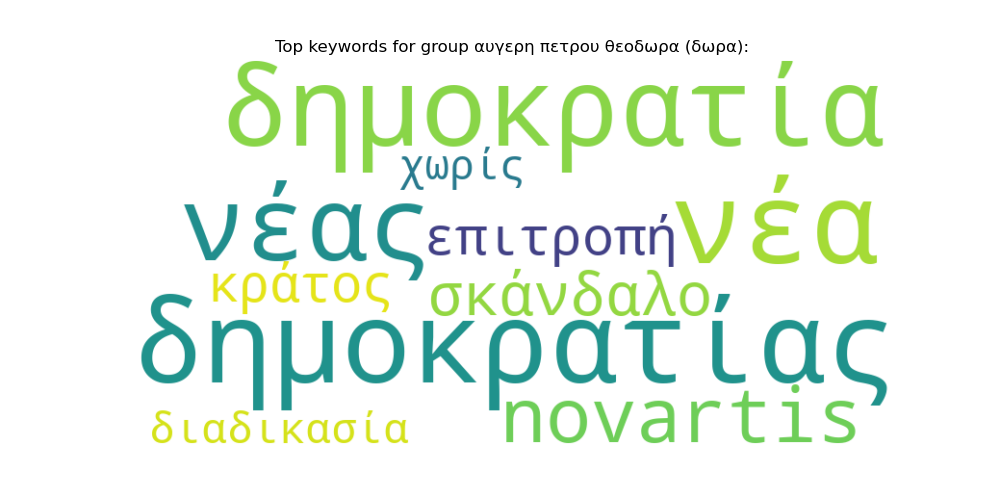 Top keywords for group αυγερη πετρου θεοδωρα (δωρα):
δημοκρατία
χωρίς
νέας επιτροπή νέα
κράτος σκάνδαλο
δημοκρατίας
διαδικασία novartis